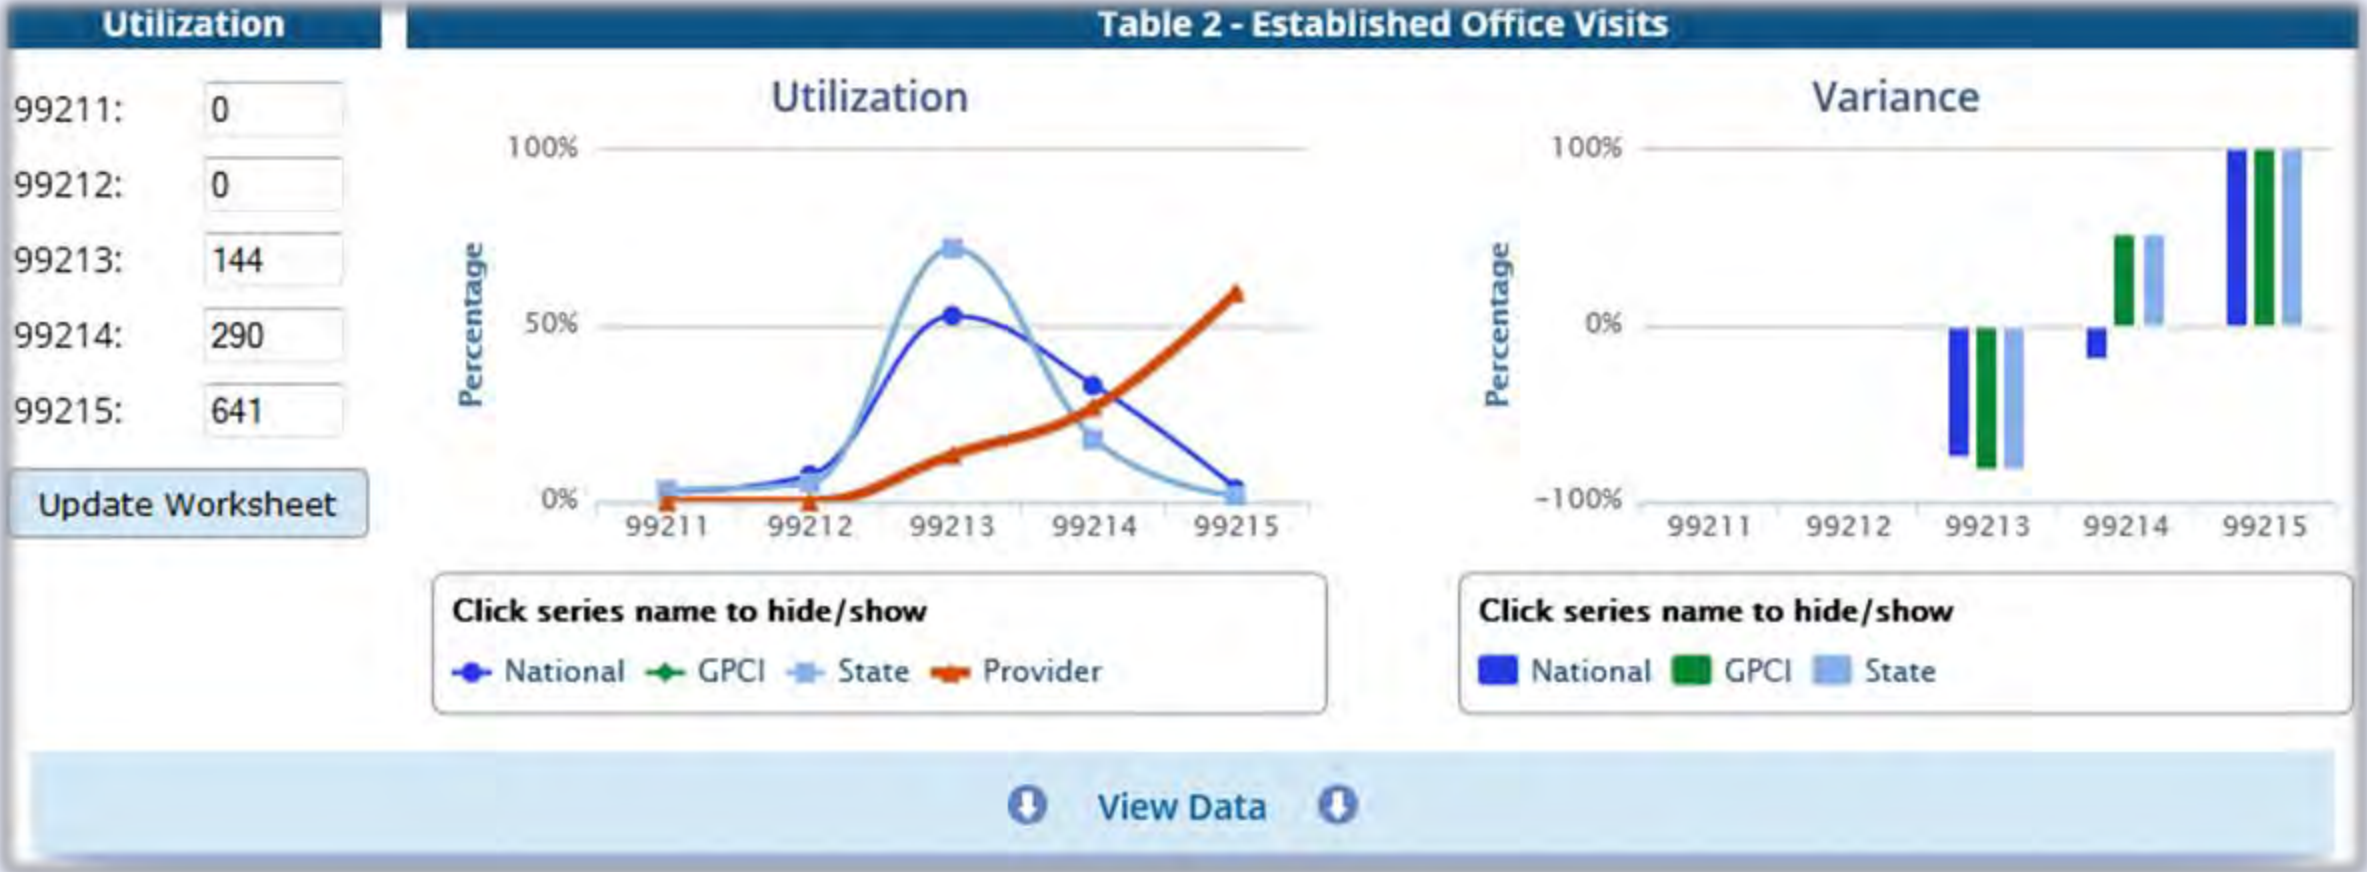 Utilization
Table 2 - Established Office Visits
99211: 0
99212: 0
99213: 144
99214: 290
99215: 641
Update Worksheet
Utilization
100%
50%
0%
Percentage
99211 99212 99213 99214 99215
Click series name to hide/show
National GPCI State Provider
Variance
100%
0%
-100%
Percentage
99211 99212 99213 99214 99215
Click series name to hide/show
National GPCI State
View Data